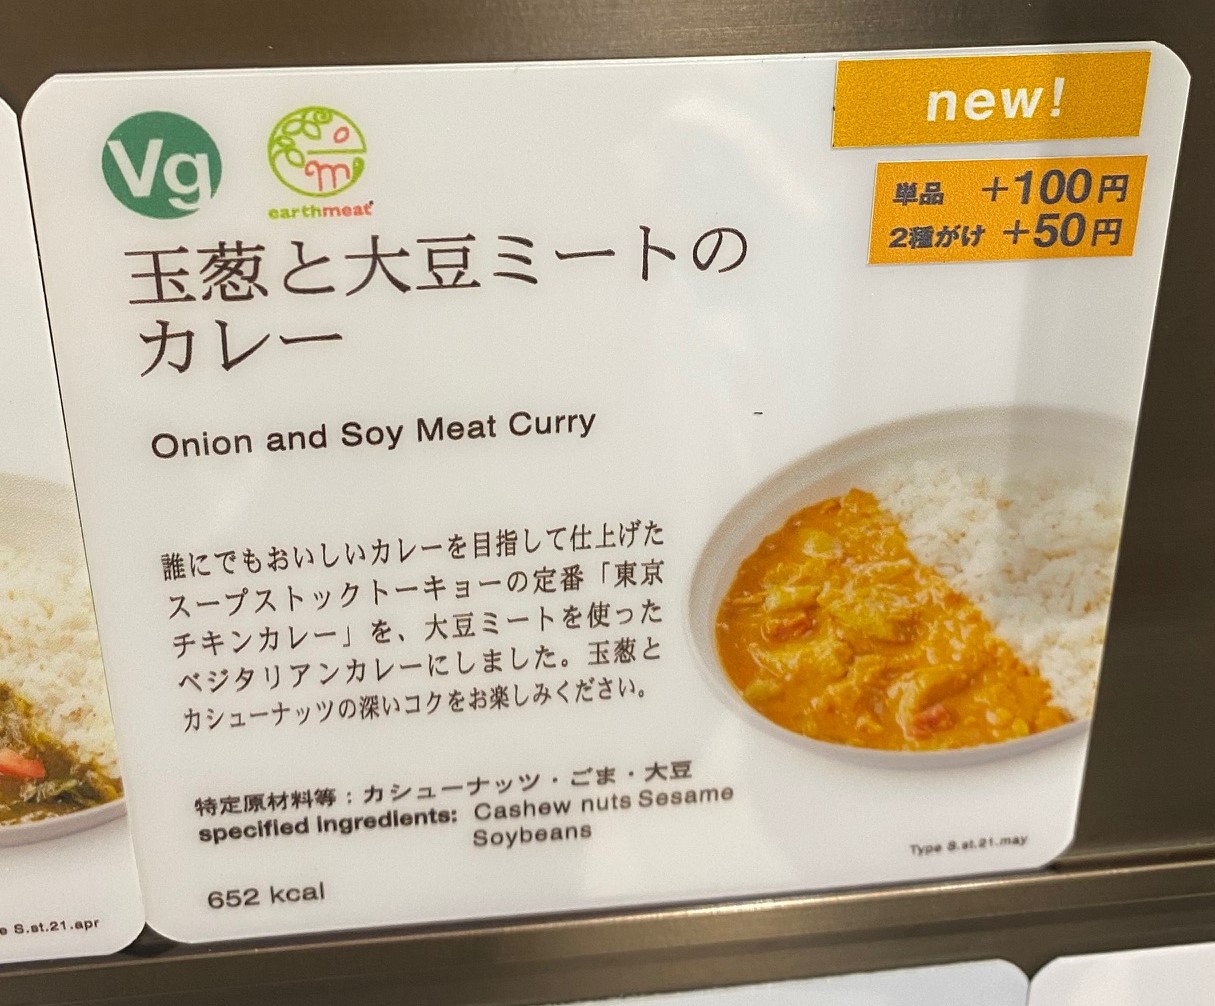 new!
Vg
earthmeat
単品 +100円
2種がけ +50円
玉葱と大豆ミートの
カレー
Onion and Soy Meat Curry
誰にでもおいしいカレーを目指して仕上げた
スープストックトーキョーの定番「東京
チキンカレー」を、大豆ミートを使った
ベジタリアンカレーにしました。玉葱と
カシューナッツの深いコクをお楽しみください。
特定原材料等：カシューナッツ・ごま・大豆
specified ingredients: Cashew nuts Sesame
Soybeans
652 kcal
Type S.st.21.may
e S.st.21.apr